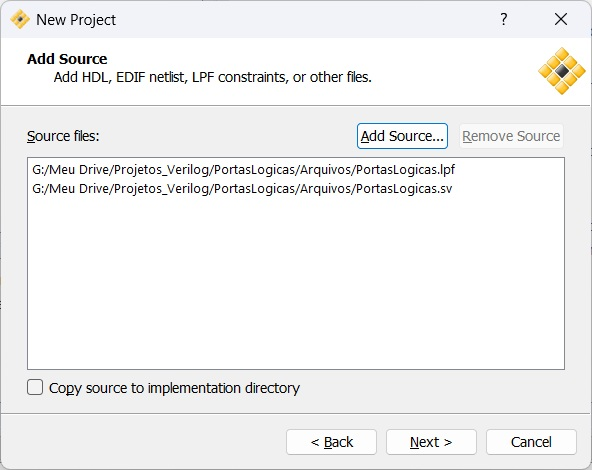 New Project
?
Add Source
Add HDL, EDIF netlist, LPF constraints, or other files.
Source files:
Add Source...
Remove Source
G:/Meu Drive/Projetos_Verilog/PortasLogicas/Arquivos/PortasLogicas.lpf
G:/Meu Drive/Projetos_Verilog/PortasLogicas/Arquivos/PortasLogicas.sv
Copy source to implementation directory
< Back
Next >
Cancel